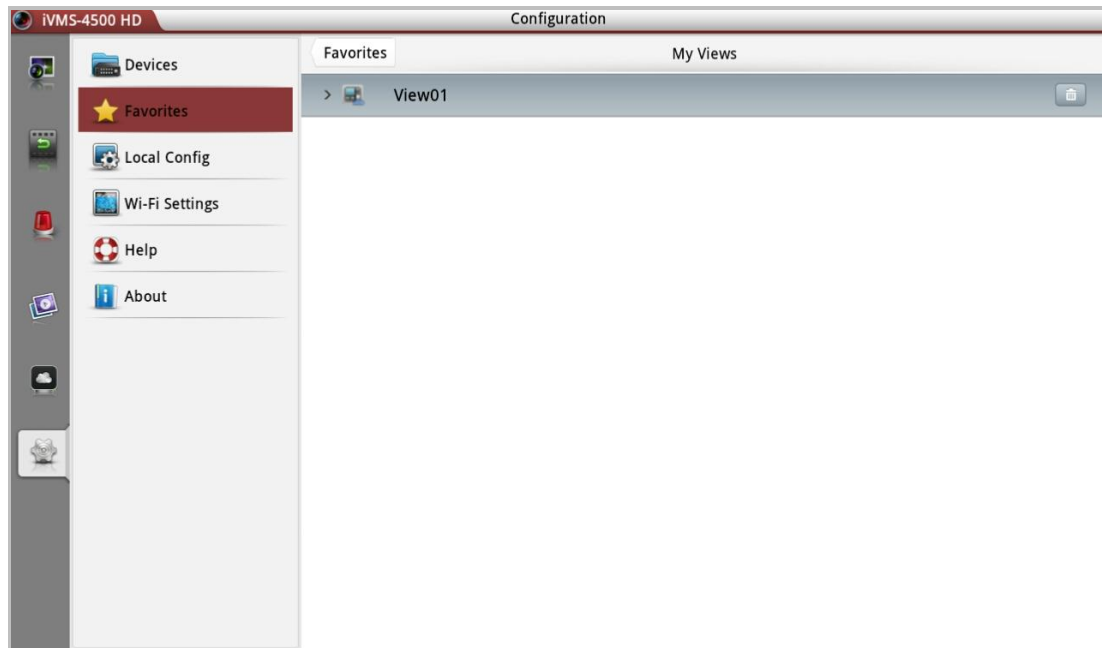 iVMS-4500 HD
Configuration
Devices
Favorites
Local Config
Wi-Fi Settings
Help
About
Favorites
My Views
View01